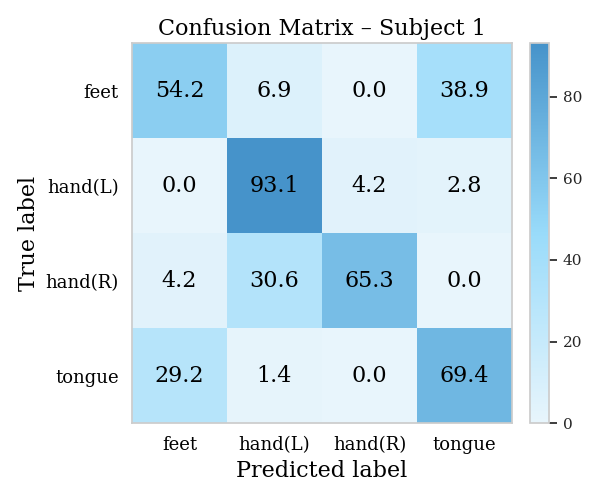 Confusion Matrix – Subject 1
True label
feet 54.2 6.9 0.0 38.9
hand(L) 0.0 93.1 4.2 2.8
hand(R) 4.2 30.6 65.3 0.0
tongue 29.2 1.4 0.0 69.4
feet hand(L) hand(R) tongue
Predicted label
80
60
40
20
0